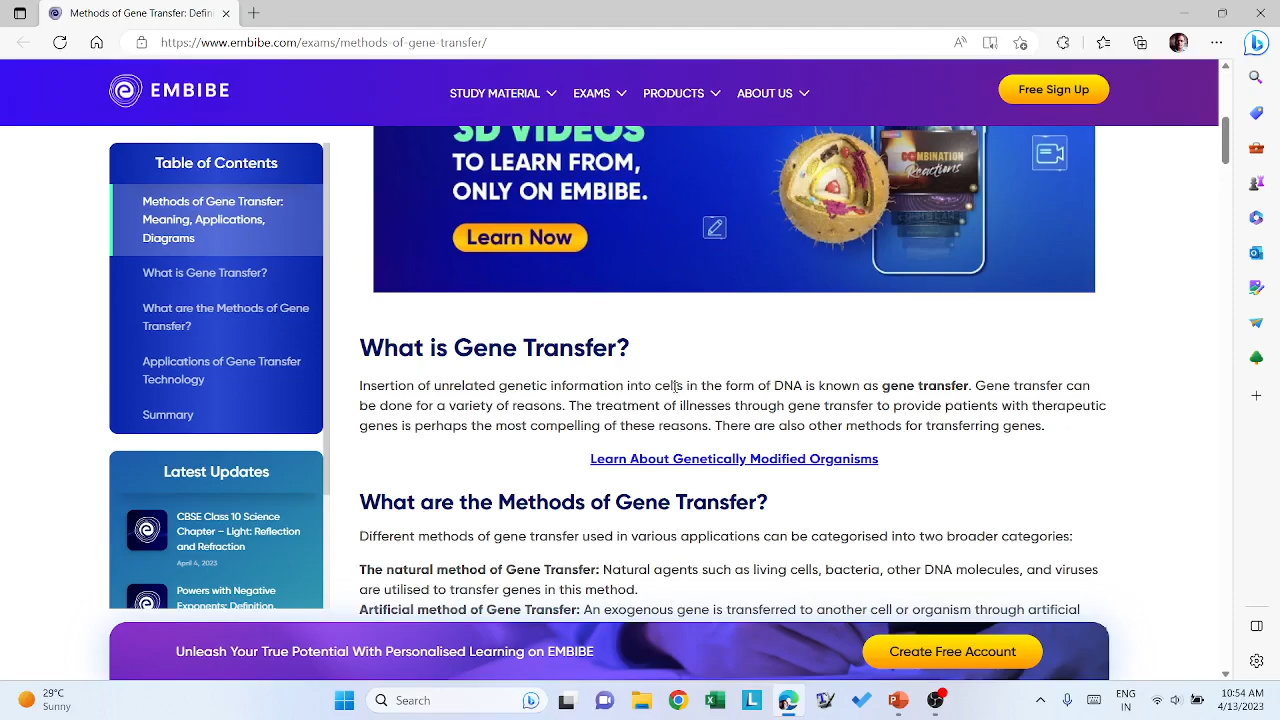 Methods of Gene Transfer: Defin
https://www.embibe.com/exams/methods-of-gene-transfer/
EMBIBE
STUDY MATERIAL
EXAMS
PRODUCTS
ABOUT US
Free Sign Up
Table of Contents
Methods of Gene Transfer:
Meaning, Applications,
Diagrams
What is Gene Transfer?
What are the Methods of Gene
Transfer?
Applications of Gene Transfer
Technology
Summary
Latest Updates
CBSE Class 10 Science
Chapter – Light: Reflection
and Refraction
April 4, 2023
Powers with Negative
Exponents: Definition,
3D VIDEOS
TO LEARN FROM,
ONLY ON EMBIBE.
Learn Now
COMBINATION
Reactions
OHM'S LAW
What is Gene Transfer?
Insertion of unrelated genetic information into cells in the form of DNA is known as gene transfer. Gene transfer can
be done for a variety of reasons. The treatment of illnesses through gene transfer to provide patients with therapeutic
genes is perhaps the most compelling of these reasons. There are also other methods for transferring genes.
Learn About Genetically Modified Organisms
What are the Methods of Gene Transfer?
Different methods of gene transfer used in various applications can be categorised into two broader categories:
The natural method of Gene Transfer: Natural agents such as living cells, bacteria, other DNA molecules, and viruses
are utilised to transfer genes in this method.
Artificial method of Gene Transfer: An exogenous gene is transferred to another cell or organism through artificial
Unleash Your True Potential With Personalised Learning on EMBIBE
Create Free Account
29°C
Sunny
Search
ENG
IN
10:54 AM
4/13/2023